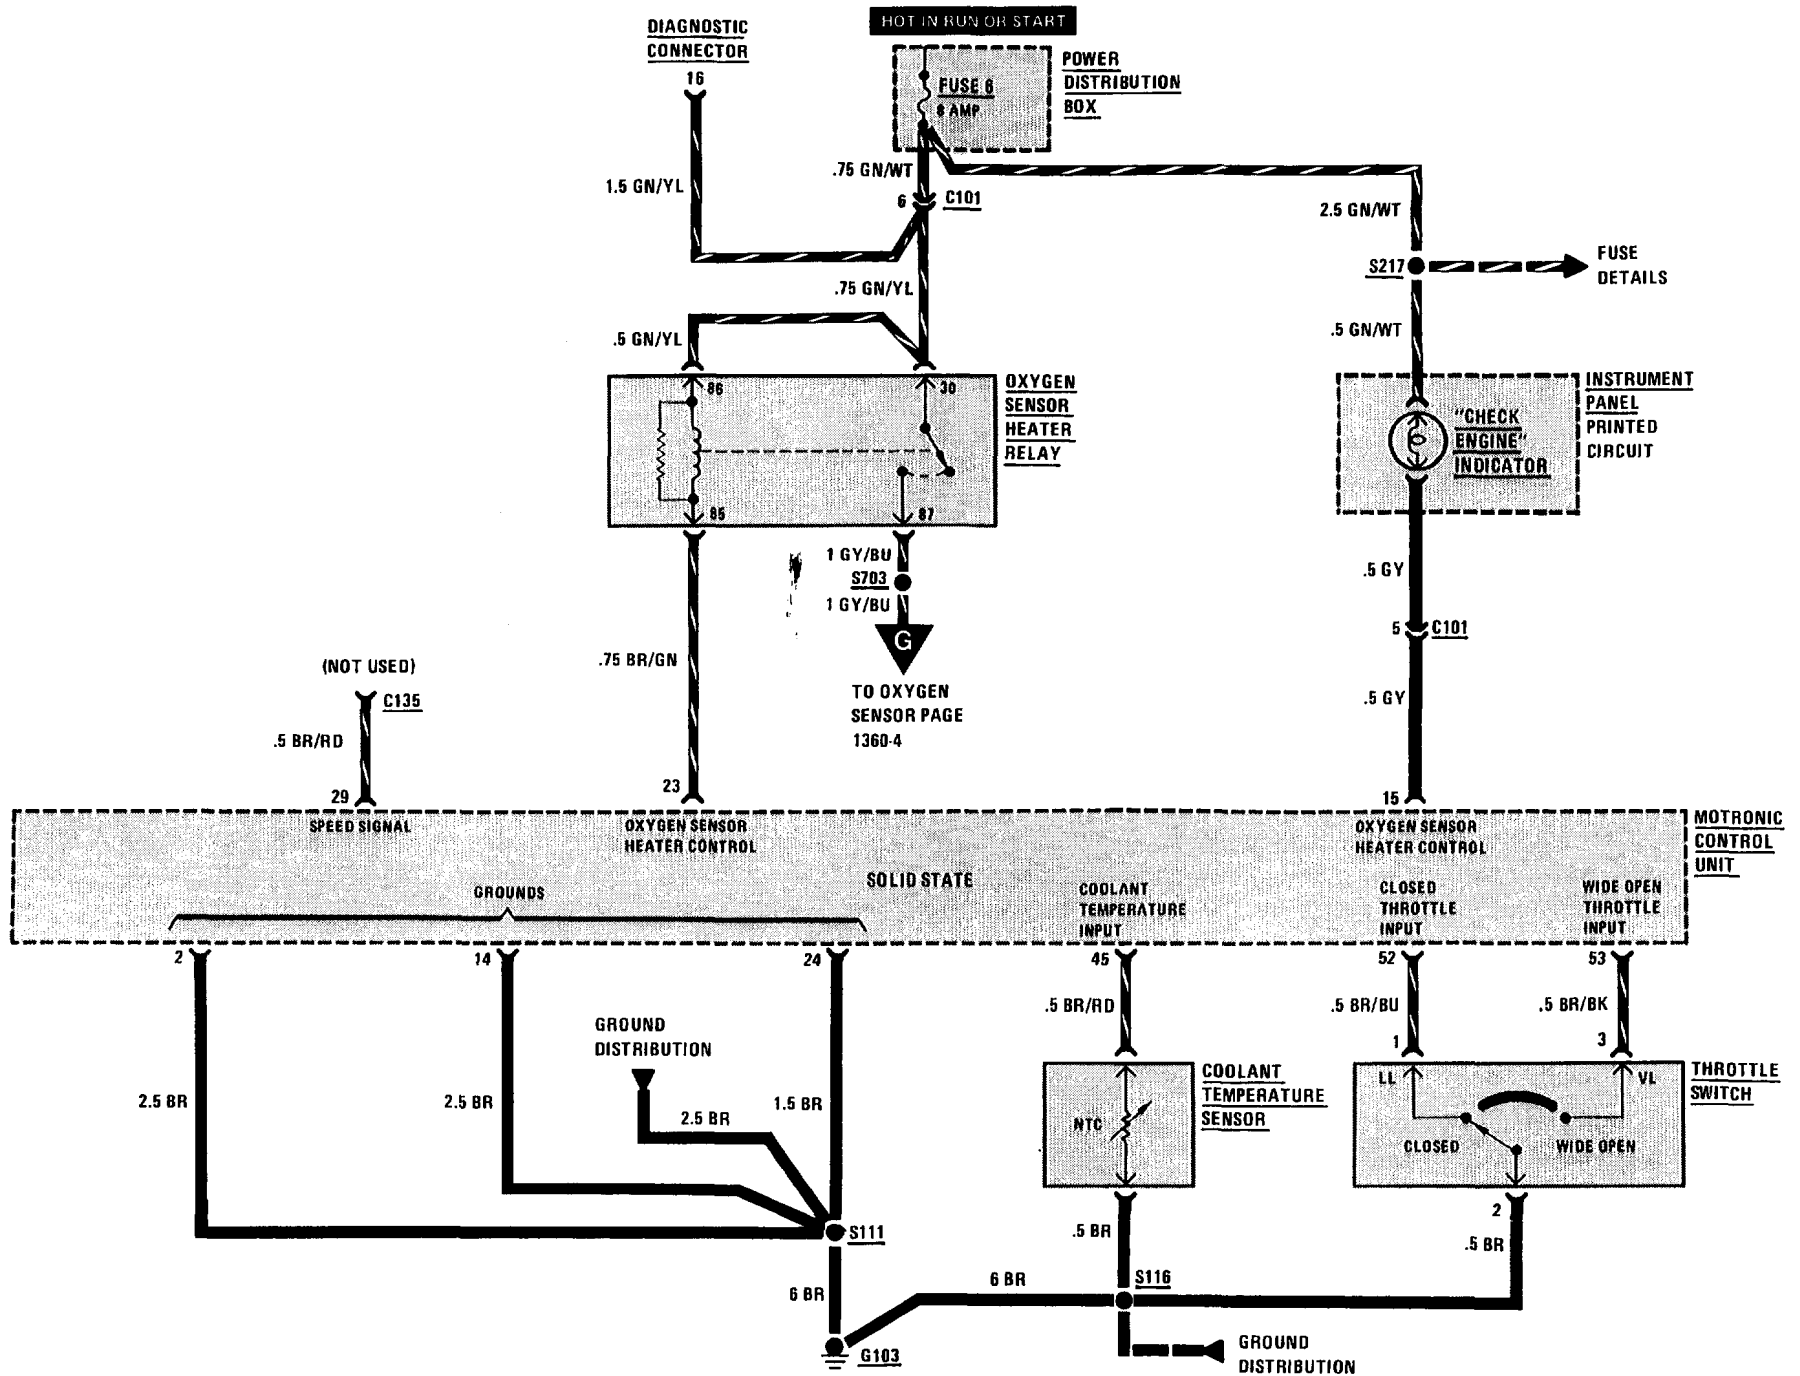 HOT IN RUN OR START
DIAGNOSTIC
CONNECTOR
16
POWER
DISTRIBUTION
BOX
FUSE 6
8 AMP
.75 GN/WT
1.5 GN/YL
6
C101
2.5 GN/WT
S217
FUSE
DETAILS
.75 GN/YL
.5 GN/YL
.5 GN/WT
86
30
OXYGEN
SENSOR
HEATER
RELAY
85
87
INSTRUMENT
PANEL
PRINTED
CIRCUIT
"CHECK
ENGINE"
INDICATOR
1 GY/BU
S703
1 GY/BU
G
TO OXYGEN
SENSOR PAGE
1360-4
.5 GY
5
C101
.5 GY
.75 BR/GN
(NOT USED)
C135
.5 BR/RD
29
23
15
SPEED SIGNAL
OXYGEN SENSOR
HEATER CONTROL
OXYGEN SENSOR
HEATER CONTROL
MOTRONIC
CONTROL
UNIT
SOLID STATE
GROUNDS
COOLANT
TEMPERATURE
INPUT
CLOSED
THROTTLE
INPUT
WIDE OPEN
THROTTLE
INPUT
2
14
24
45
52
53
.5 BR/RD
.5 BR/BU
.5 BR/BK
1
3
GROUND
DISTRIBUTION
2.5 BR
2.5 BR
2.5 BR
1.5 BR
NTC
COOLANT
TEMPERATURE
SENSOR
LL
VL
CLOSED
WIDE OPEN
THROTTLE
SWITCH
2
.5 BR
.5 BR
S111
S116
6 BR
6 BR
G103
GROUND
DISTRIBUTION